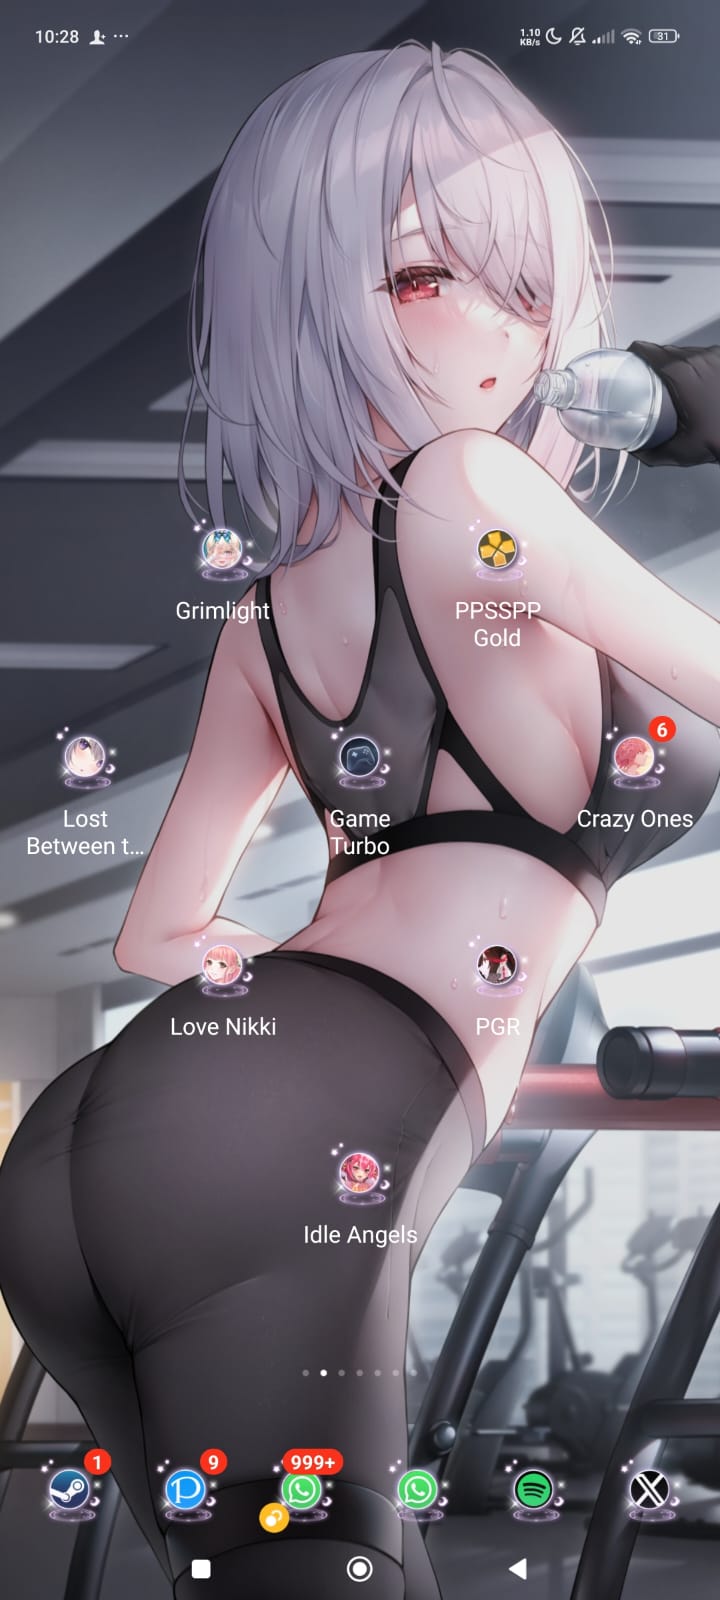 10:28
1.10
KB/s
31
Grimlight
PPSSPP
Gold
6
Lost
Between t...
Game
Turbo
Crazy Ones
Love Nikki
PGR
Idle Angels
1
9
999+